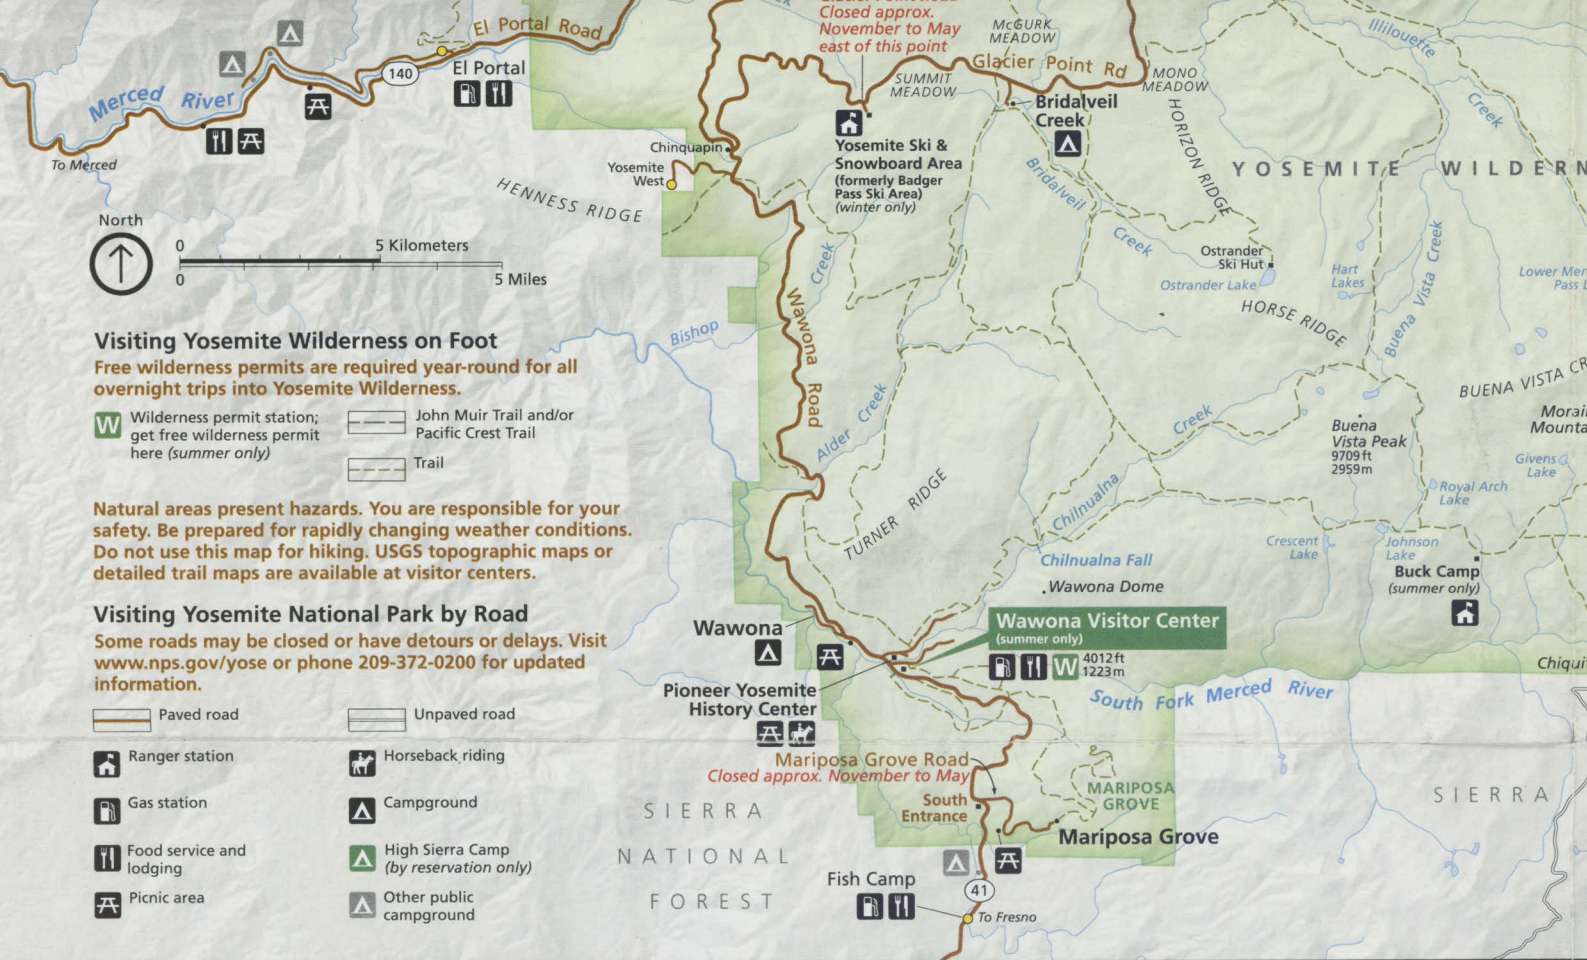 Closed approx.
November to May
east of this point
McGURK
MEADOW
Illilouette
Creek
El Portal Road
140
El Portal
Merced River
To Merced
SUMMIT
MEADOW
Glacier Point Rd
MONO
MEADOW
Bridalveil
Creek
HORIZON RIDGE
YOSEMITE WILDERN
Chinquapin
Yosemite
West
HENNESS RIDGE
Yosemite Ski &
Snowboard Area
(formerly Badger
Pass Ski Area)
(winter only)
Bridalveil
Creek
Ostrander
Ski Hut
Ostrander Lake
Hart
Lakes
HORSE RIDGE
Buena Vista Creek
Lower Mer
Pass L
North
0 5 Kilometers
0 5 Miles
Bishop
Creek
Wawona Road
Alder Creek
Visiting Yosemite Wilderness on Foot
Free wilderness permits are required year-round for all
overnight trips into Yosemite Wilderness.
W
Wilderness permit station;
get free wilderness permit
here (summer only)
John Muir Trail and/or
Pacific Crest Trail
Trail
BUENA VISTA CR
Morai
Mounta
Buena
Vista Peak
9709 ft
2959 m
Givens
Lake
Royal Arch
Lake
Chilnualna Creek
TURNER RIDGE
Natural areas present hazards. You are responsible for your
safety. Be prepared for rapidly changing weather conditions.
Do not use this map for hiking. USGS topographic maps or
detailed trail maps are available at visitor centers.
Crescent
Lake
Johnson
Lake
Chilnualna Fall
Wawona Dome
Buck Camp
(summer only)
Visiting Yosemite National Park by Road
Some roads may be closed or have detours or delays. Visit
www.nps.gov/yose or phone 209-372-0200 for updated
information.
Wawona
Wawona Visitor Center
(summer only)
W
4012 ft
1223 m
Chiqui
South Fork Merced River
Pioneer Yosemite
History Center
Paved road
Unpaved road
Ranger station
Horseback riding
Gas station
Campground
Food service and
lodging
High Sierra Camp
(by reservation only)
Picnic area
Other public
campground
Mariposa Grove Road
Closed approx. November to May
South
Entrance
MARIPOSA
GROVE
Mariposa Grove
SIERRA
NATIONAL
FOREST
SIERRA
Fish Camp
41
To Fresno